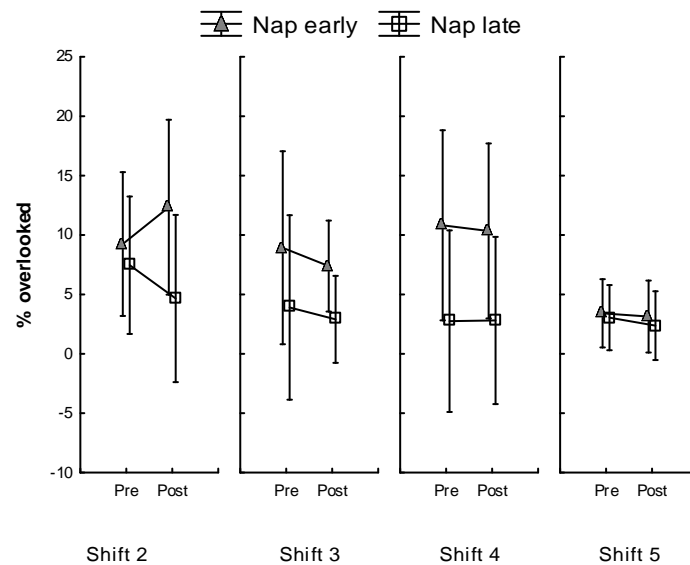 Nap early Nap late
25
20
15
10
5
0
-5
-10
% overlooked
Pre Post Pre Post Pre Post Pre Post
Shift 2 Shift 3 Shift 4 Shift 5